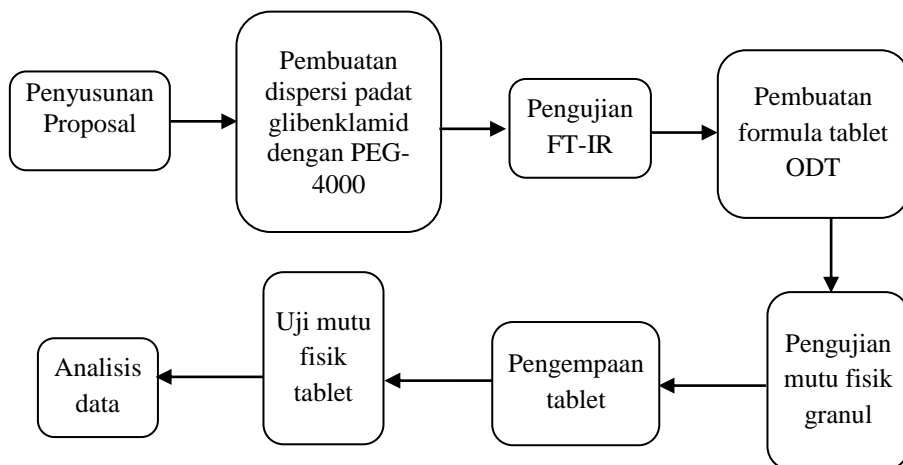 Penyusunan
Proposal
Pembuatan
dispersi padat
glibenklamid
dengan PEG-
4000
Pengujian
FT-IR
Pembuatan
formula tablet
ODT
Pengujian
mutu fisik
granul
Pengempaan
tablet
Uji mutu
fisik
tablet
Analisis
data